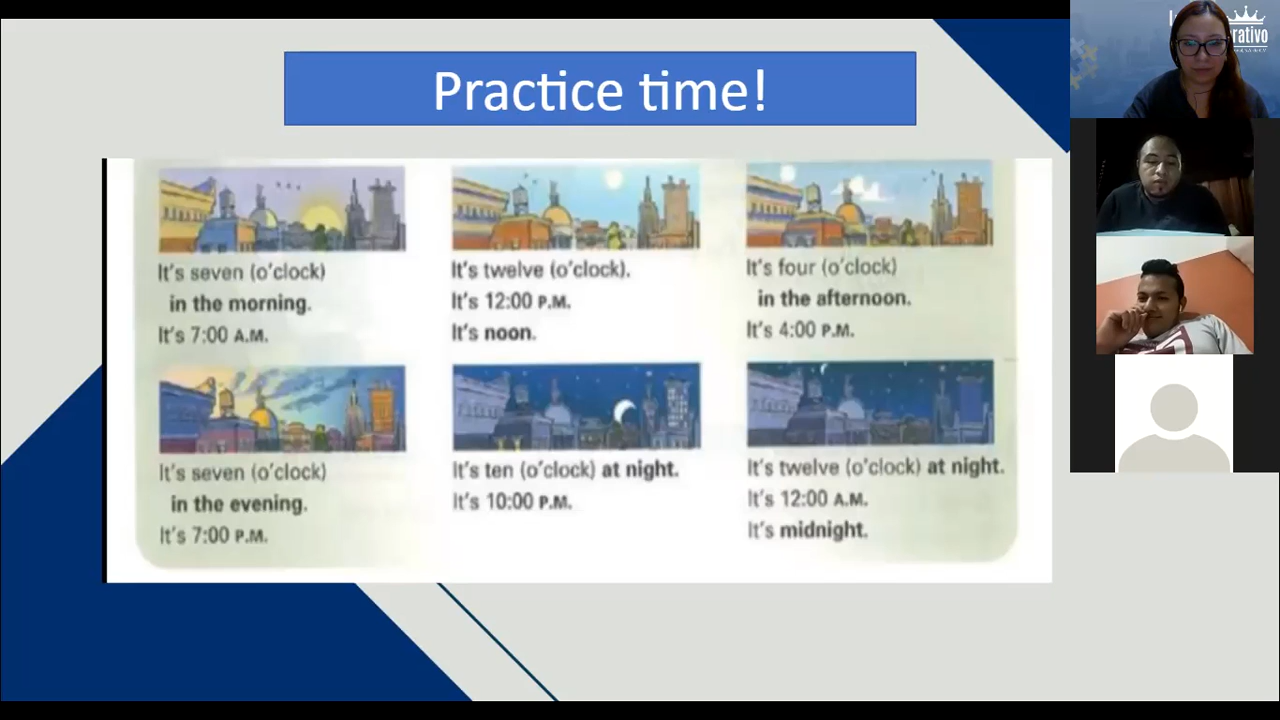 Practice time!
It's seven (o'clock)
in the morning.
It's 7:00 A.M.
It's twelve (o'clock).
It's 12:00 P.M.
It's noon.
It's four (o'clock)
in the afternoon.
It's 4:00 P.M.
It's seven (o'clock)
in the evening.
It's 7:00 P.M.
It's ten (o'clock) at night.
It's 10:00 P.M.
It's twelve (o'clock) at night.
It's 12:00 A.M.
It's midnight.
rativo